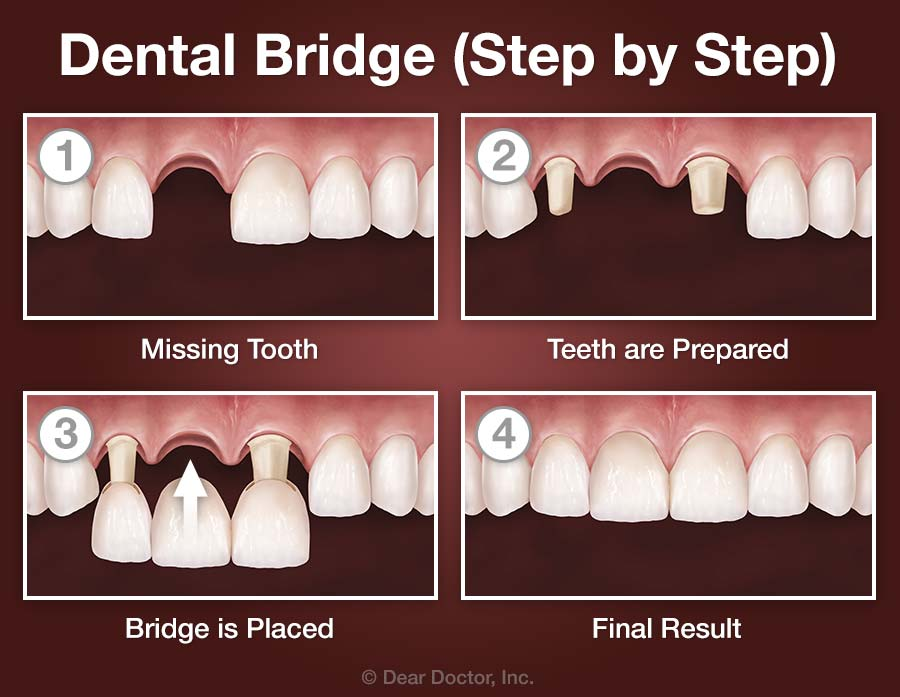 Dental Bridge (Step by Step)
1
2
Missing Tooth
Teeth are Prepared
3
4
Bridge is Placed
Final Result
© Dear Doctor, Inc.